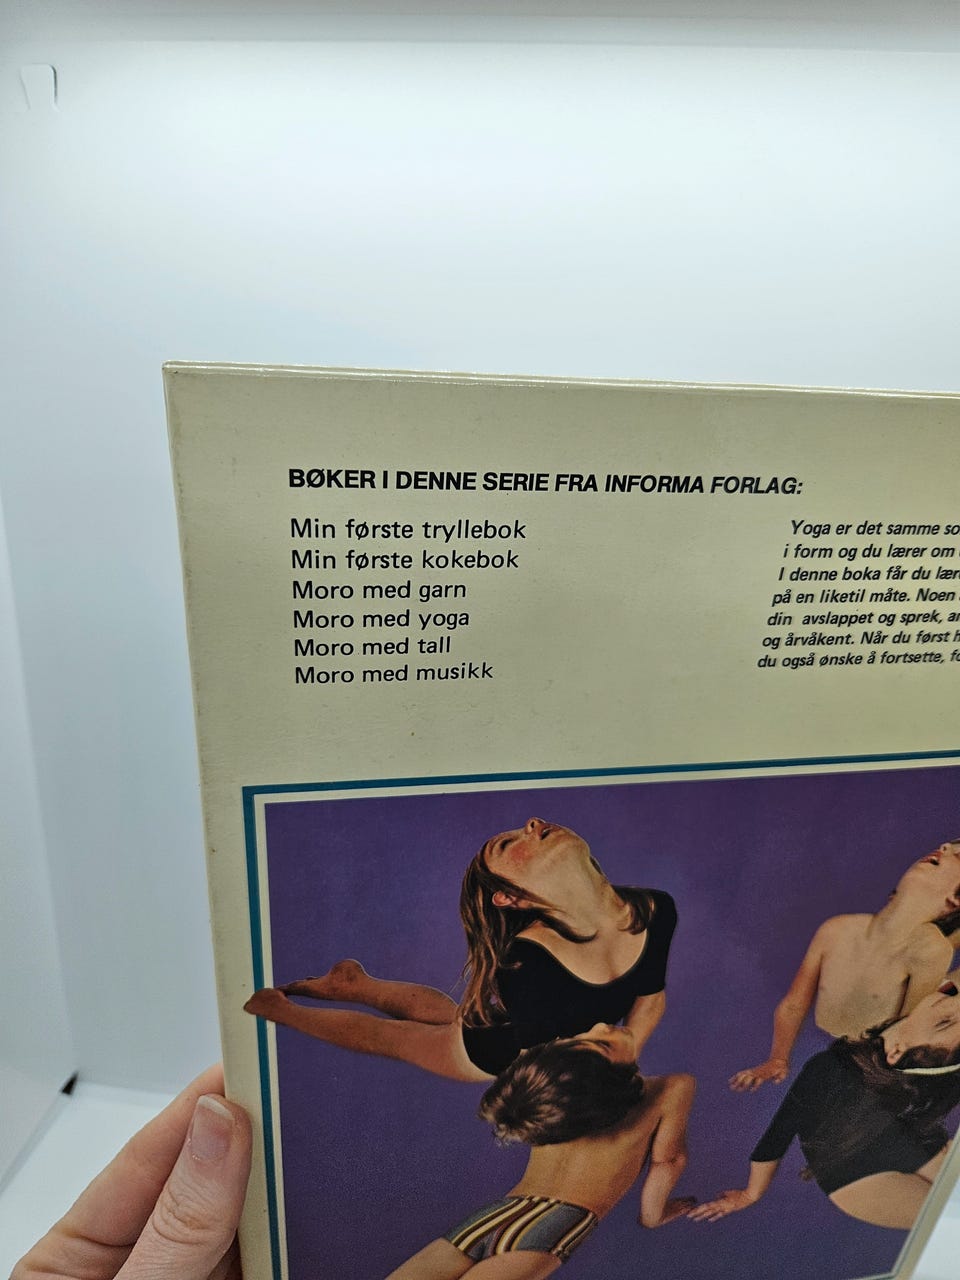 BØKER I DENNE SERIE FRA INFORMA FORLAG:
Min første tryllebok
Min første kokebok
Moro med garn
Moro med yoga
Moro med tall
Moro med musikk
Yoga er det samme
i form og du lærer om
I denne boka får du
på en liketil måte. Noen
din avslappet og sprek,
og årvåkent. Når du først
du også ønske å fortsette,